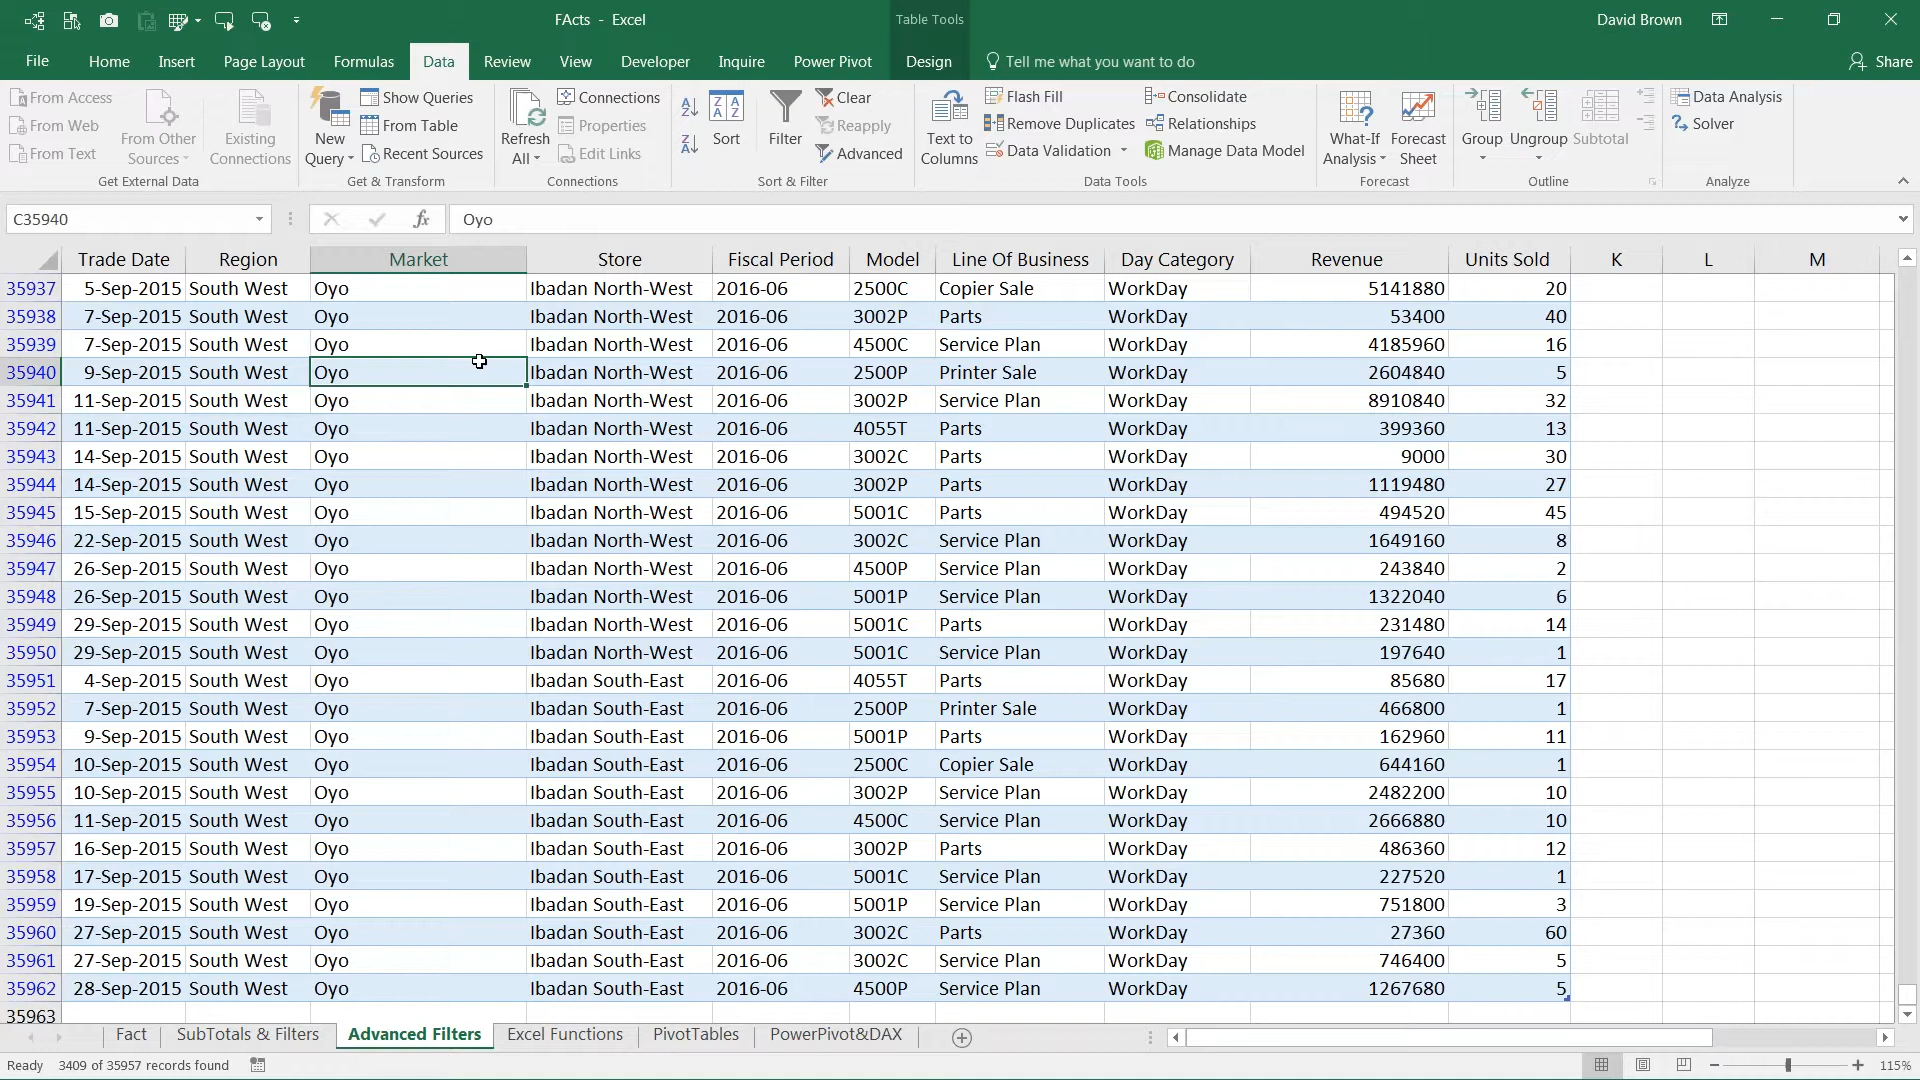 FActs - Excel
Table Tools
David Brown
File Home Insert Page Layout Formulas Data Review View Developer Inquire Power Pivot Design Tell me what you want to do Share
From Access
From Web
From Text
From Other Sources
Existing Connections
Get External Data
New Query
Show Queries
From Table
Recent Sources
Get & Transform
Refresh All
Connections
Properties
Edit Links
Connections
A Z
Z A
Z A A Z
Sort
Filter
Clear
Reapply
Advanced
Sort & Filter
Text to Columns
Flash Fill
Remove Duplicates
Data Validation
Consolidate
Relationships
Manage Data Model
Data Tools
What-If Analysis
Forecast Sheet
Forecast
Group
Ungroup
Subtotal
Outline
Data Analysis
Solver
Analyze
C35940 fx Oyo
Trade Date Region Market Store Fiscal Period Model Line Of Business Day Category Revenue Units Sold K L M
35937 5-Sep-2015 South West Oyo Ibadan North-West 2016-06 2500C Copier Sale WorkDay 5141880 20
35938 7-Sep-2015 South West Oyo Ibadan North-West 2016-06 3002P Parts WorkDay 53400 40
35939 7-Sep-2015 South West Oyo Ibadan North-West 2016-06 4500C Service Plan WorkDay 4185960 16
35940 9-Sep-2015 South West Oyo Ibadan North-West 2016-06 2500P Printer Sale WorkDay 2604840 5
35941 11-Sep-2015 South West Oyo Ibadan North-West 2016-06 3002P Service Plan WorkDay 8910840 32
35942 11-Sep-2015 South West Oyo Ibadan North-West 2016-06 4055T Parts WorkDay 399360 13
35943 14-Sep-2015 South West Oyo Ibadan North-West 2016-06 3002C Parts WorkDay 9000 30
35944 14-Sep-2015 South West Oyo Ibadan North-West 2016-06 3002P Parts WorkDay 1119480 27
35945 15-Sep-2015 South West Oyo Ibadan North-West 2016-06 5001C Parts WorkDay 494520 45
35946 22-Sep-2015 South West Oyo Ibadan North-West 2016-06 3002C Service Plan WorkDay 1649160 8
35947 26-Sep-2015 South West Oyo Ibadan North-West 2016-06 4500P Service Plan WorkDay 243840 2
35948 26-Sep-2015 South West Oyo Ibadan North-West 2016-06 5001P Service Plan WorkDay 1322040 6
35949 29-Sep-2015 South West Oyo Ibadan North-West 2016-06 5001C Parts WorkDay 231480 14
35950 29-Sep-2015 South West Oyo Ibadan North-West 2016-06 5001C Service Plan WorkDay 197640 1
35951 4-Sep-2015 South West Oyo Ibadan South-East 2016-06 4055T Parts WorkDay 85680 17
35952 7-Sep-2015 South West Oyo Ibadan South-East 2016-06 2500P Printer Sale WorkDay 466800 1
35953 9-Sep-2015 South West Oyo Ibadan South-East 2016-06 5001P Parts WorkDay 162960 11
35954 10-Sep-2015 South West Oyo Ibadan South-East 2016-06 2500C Copier Sale WorkDay 644160 1
35955 10-Sep-2015 South West Oyo Ibadan South-East 2016-06 3002P Service Plan WorkDay 2482200 10
35956 11-Sep-2015 South West Oyo Ibadan South-East 2016-06 4500C Service Plan WorkDay 2666880 10
35957 16-Sep-2015 South West Oyo Ibadan South-East 2016-06 3002P Parts WorkDay 486360 12
35958 17-Sep-2015 South West Oyo Ibadan South-East 2016-06 5001C Service Plan WorkDay 227520 1
35959 19-Sep-2015 South West Oyo Ibadan South-East 2016-06 5001P Service Plan WorkDay 751800 3
35960 27-Sep-2015 South West Oyo Ibadan South-East 2016-06 3002C Parts WorkDay 27360 60
35961 27-Sep-2015 South West Oyo Ibadan South-East 2016-06 3002C Service Plan WorkDay 746400 5
35962 28-Sep-2015 South West Oyo Ibadan South-East 2016-06 4500P Service Plan WorkDay 1267680 5
35963
Fact SubTotals & Filters Advanced Filters Excel Functions PivotTables PowerPivot&DAX
Ready 3409 of 35957 records found 115%